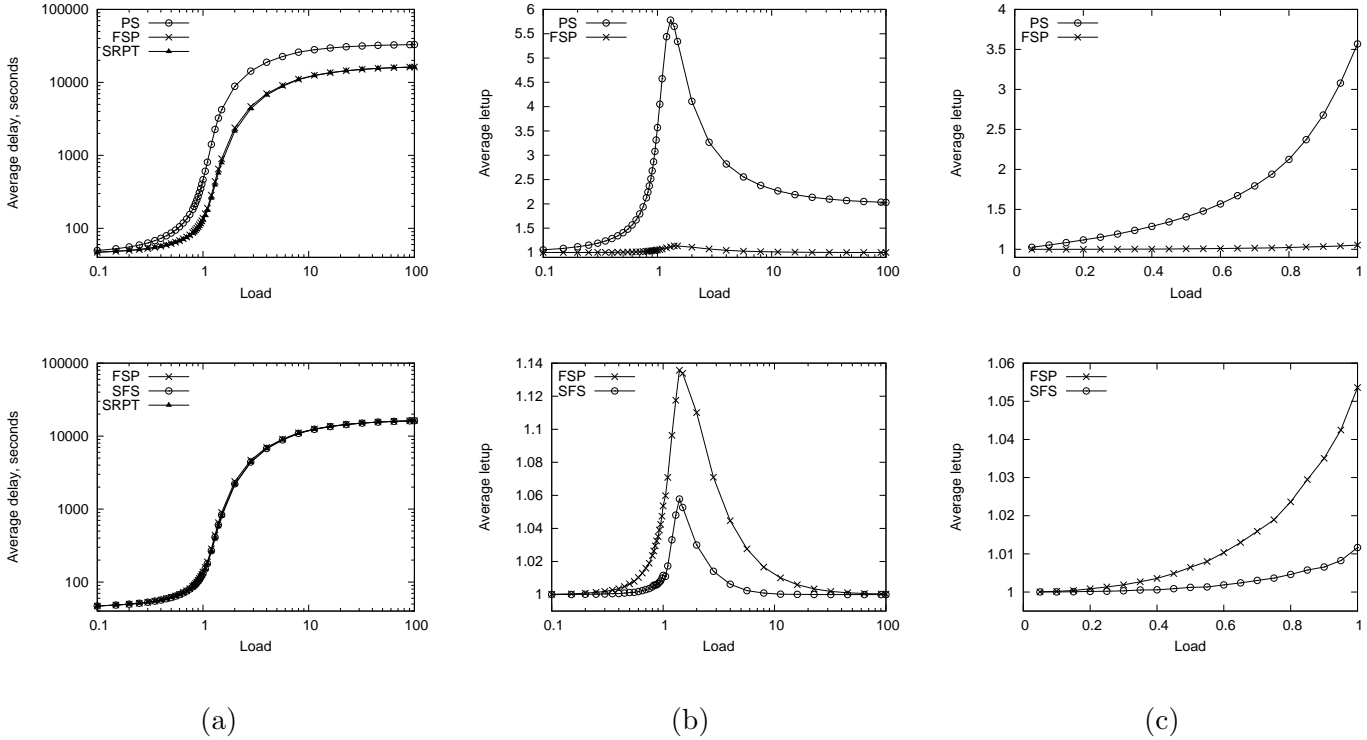 100000
10000
1000
100
0.1
1
10
100
Load
Average delay, seconds
PS
FSP
SRPT
6
5.5
5
4.5
4
3.5
3
2.5
2
1.5
1
0.1
1
10
100
Load
Average letup
PS
FSP
4
3.5
3
2.5
2
1.5
1
0
0.2
0.4
0.6
0.8
1
Load
Average letup
PS
FSP
100000
10000
1000
100
0.1
1
10
100
Load
Average delay, seconds
FSP
SFS
SRPT
1.14
1.12
1.1
1.08
1.06
1.04
1.02
1
0.1
1
10
100
Load
Average letup
FSP
SFS
1.06
1.05
1.04
1.03
1.02
1.01
1
0
0.2
0.4
0.6
0.8
1
Load
Average letup
FSP
SFS
(a)
(b)
(c)